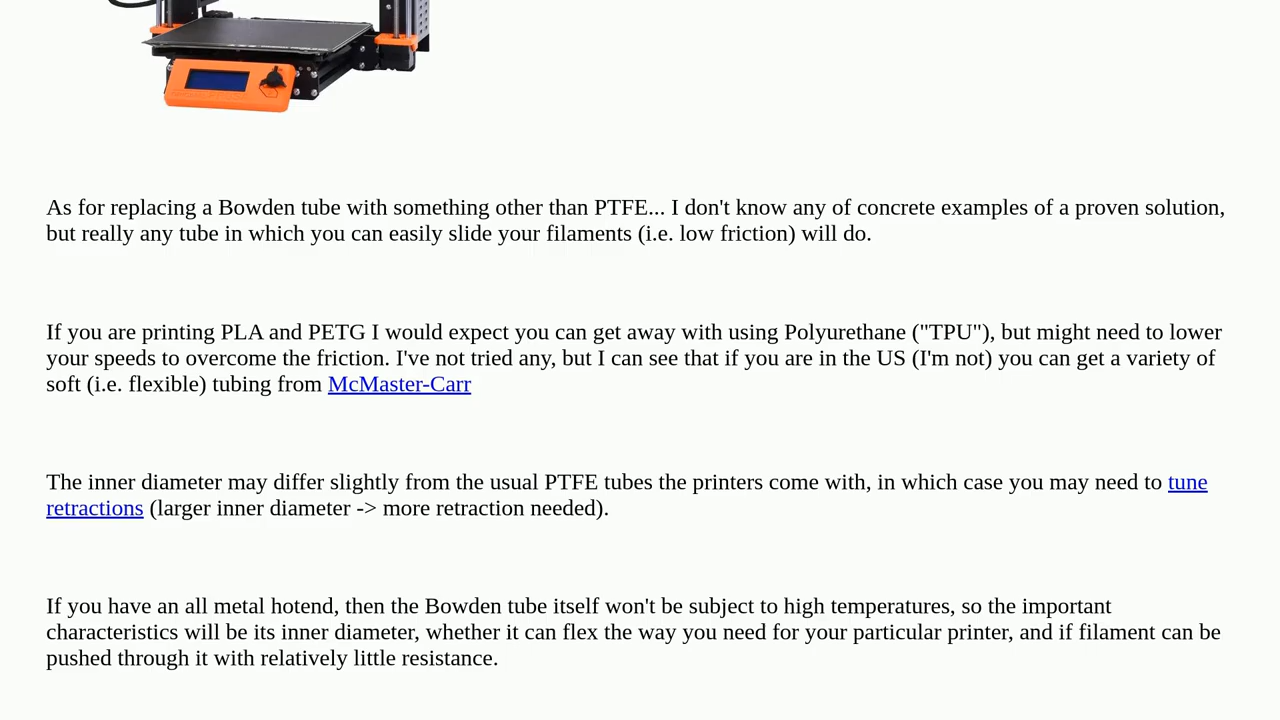 As for replacing a Bowden tube with something other than PTFE... I don't know any of concrete examples of a proven solution,
but really any tube in which you can easily slide your filaments (i.e. low friction) will do.
If you are printing PLA and PETG I would expect you can get away with using Polyurethane ("TPU"), but might need to lower
your speeds to overcome the friction. I've not tried any, but I can see that if you are in the US (I'm not) you can get a variety of
soft (i.e. flexible) tubing from McMaster-Carr
The inner diameter may differ slightly from the usual PTFE tubes the printers come with, in which case you may need to tune
retractions (larger inner diameter -> more retraction needed).
If you have an all metal hotend, then the Bowden tube itself won't be subject to high temperatures, so the important
characteristics will be its inner diameter, whether it can flex the way you need for your particular printer, and if filament can be
pushed through it with relatively little resistance.